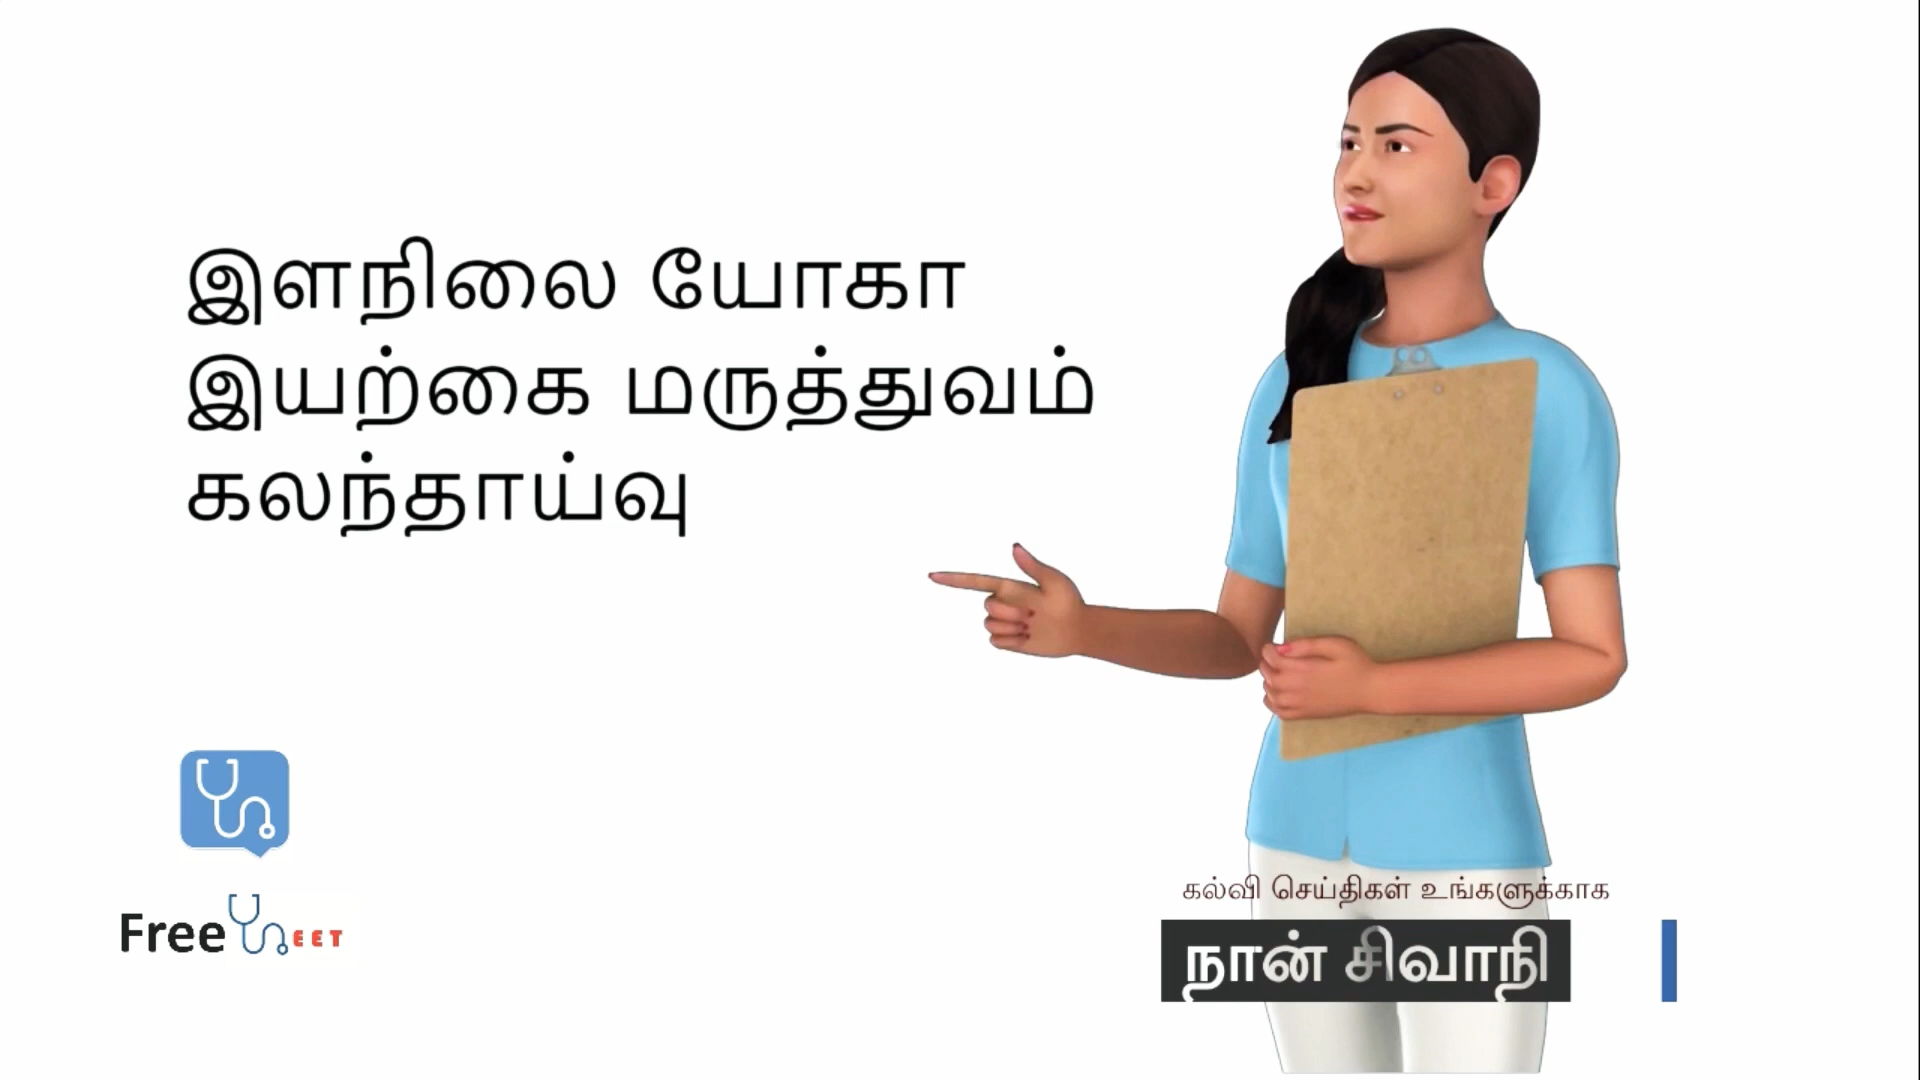 இளநிலை யோகா
இயற்கை மருத்துவம்
கலந்தாய்வு
Free
EET
கல்வி செய்திகள் உங்களுக்காக
நான் சிவாநி